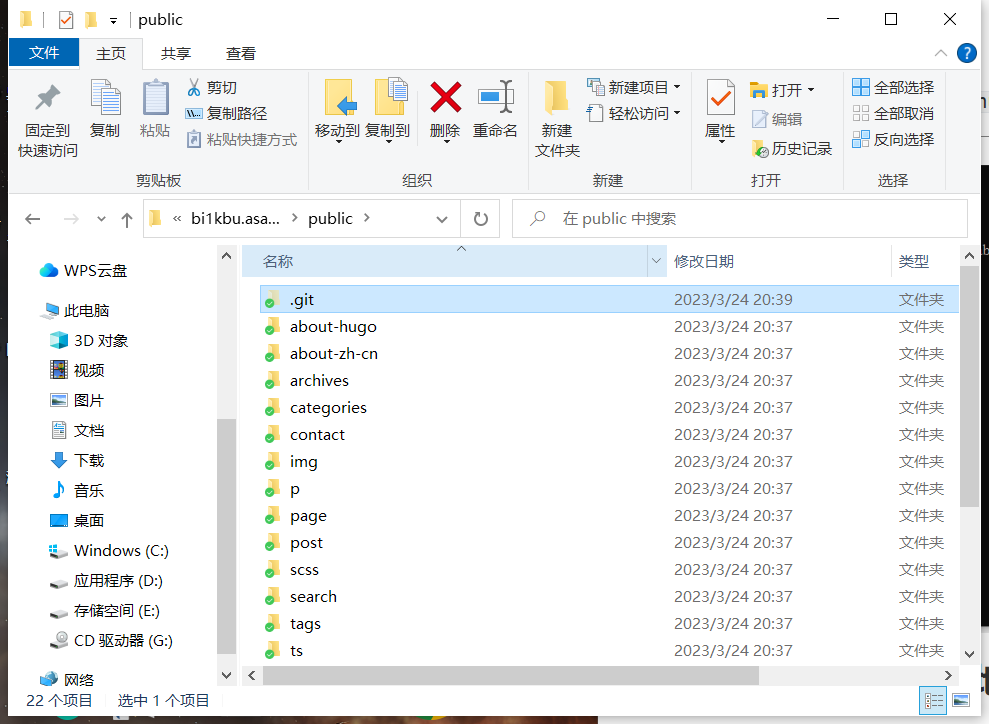 public
文件 主页 共享 查看
固定到
快速访问
复制
粘贴
剪切
复制路径
粘贴快捷方式
剪贴板
移动到
复制到
删除
重命名
组织
新建
文件夹
新建项目
轻松访问
新建
属性
打开
编辑
历史记录
打开
全部选择
全部取消
反向选择
选择
« bi1kbu.asa... > public >
在 public 中搜索
WPS云盘
此电脑
3D 对象
视频
图片
文档
下载
音乐
桌面
Windows (C:)
应用程序 (D:)
存储空间 (E:)
CD 驱动器 (G:)
网络
名称 修改日期 类型
.git 2023/3/24 20:39 文件夹
about-hugo 2023/3/24 20:37 文件夹
about-zh-cn 2023/3/24 20:37 文件夹
archives 2023/3/24 20:37 文件夹
categories 2023/3/24 20:37 文件夹
contact 2023/3/24 20:37 文件夹
img 2023/3/24 20:37 文件夹
p 2023/3/24 20:37 文件夹
page 2023/3/24 20:37 文件夹
post 2023/3/24 20:37 文件夹
scss 2023/3/24 20:37 文件夹
search 2023/3/24 20:37 文件夹
tags 2023/3/24 20:37 文件夹
ts 2023/3/24 20:37 文件夹
22 个项目 选中 1 个项目